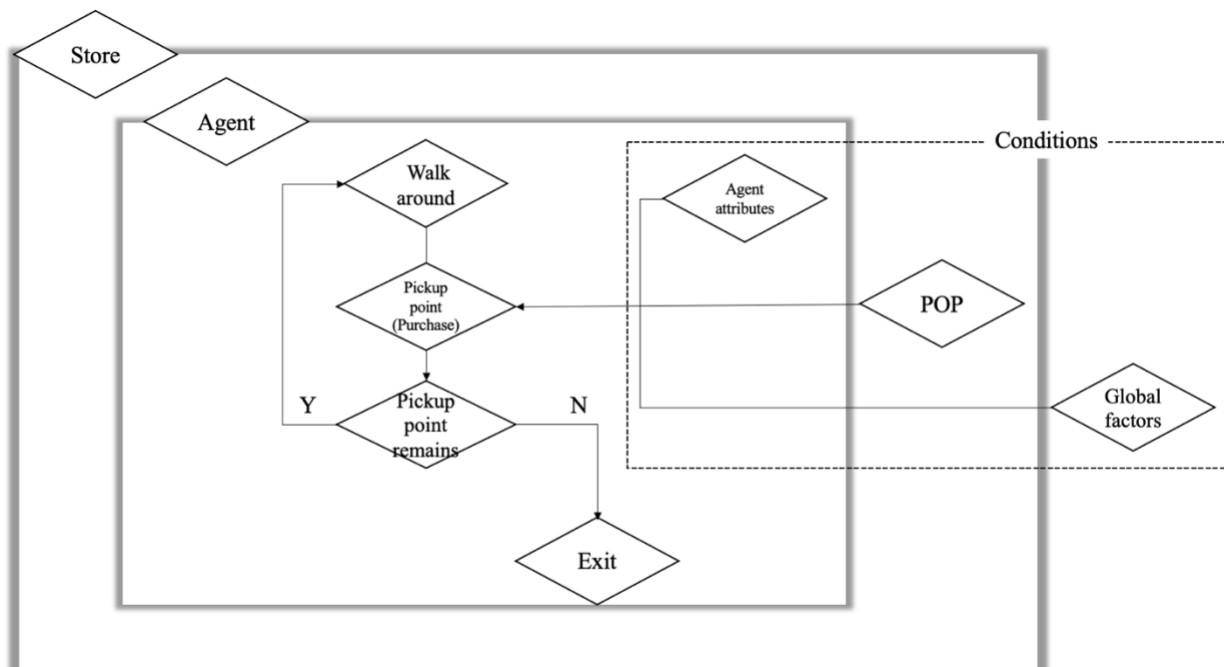 Store
Agent
Conditions
Walk
around
Agent
attributes
Pickup
point
(Purchase)
POP
Y
N
Pickup
point
remains
Global
factors
Exit